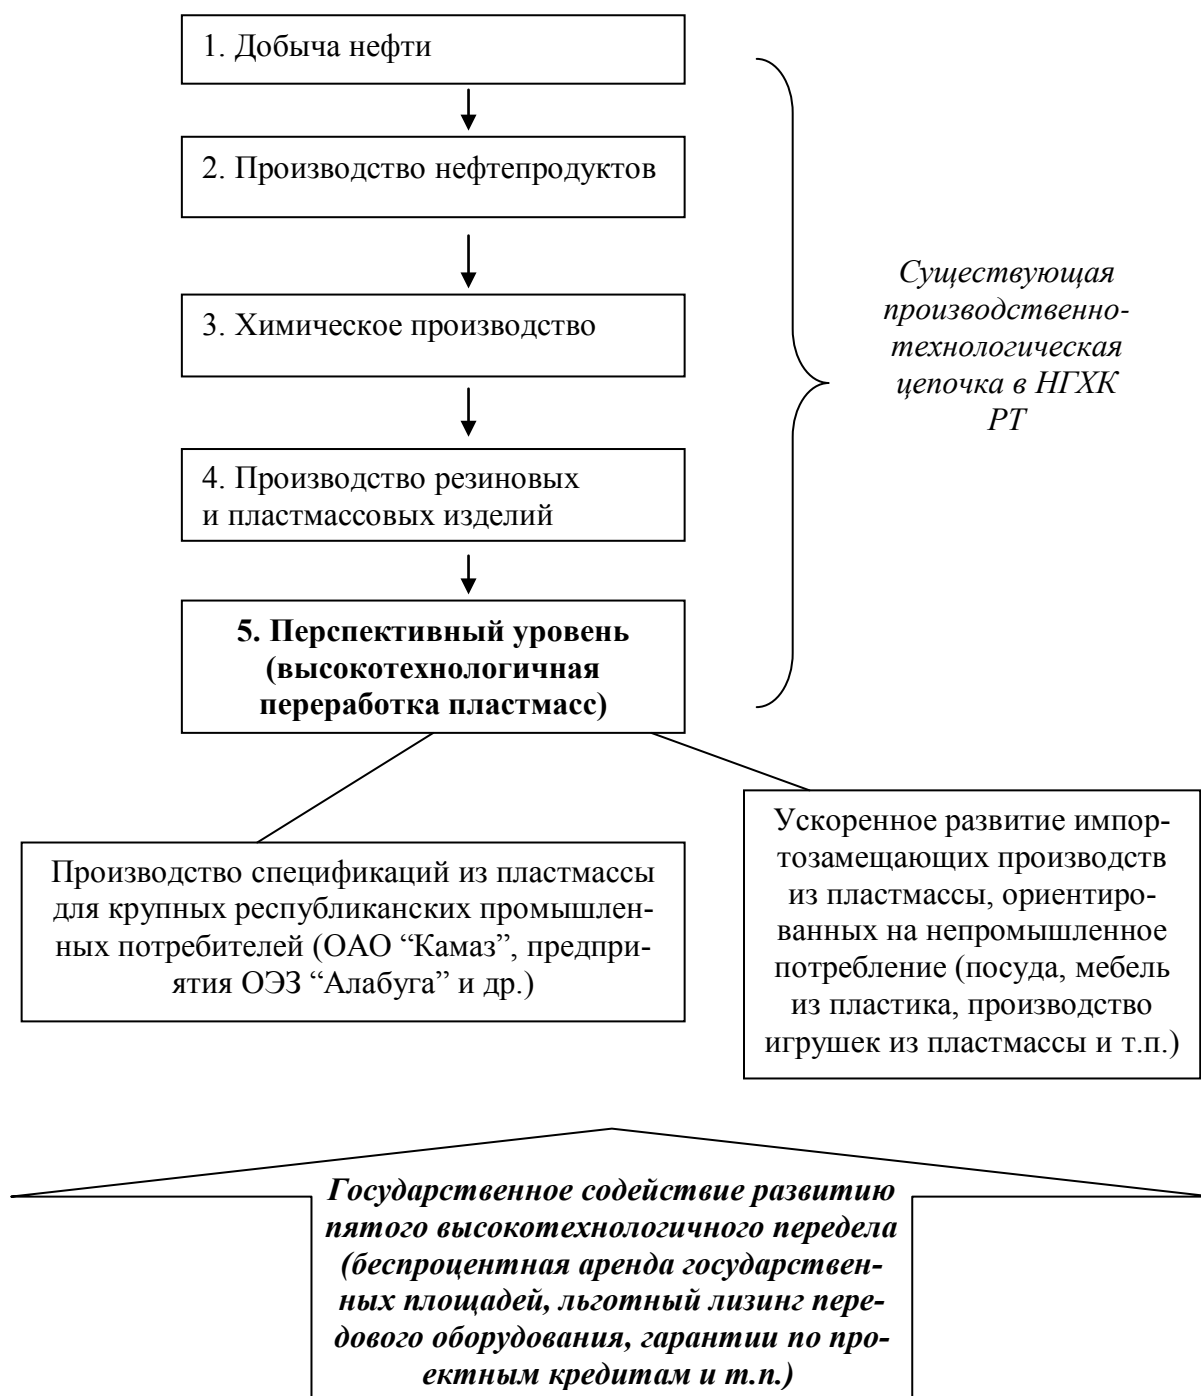 1. Добыча нефти
2. Производство нефтепродуктов
3. Химическое производство
4. Производство резиновых
и пластмассовых изделий
5. Перспективный уровень
(высокотехнологичная
переработка пластмасс)
Существующая
производственно-
технологическая
цепочка в НГХК
РТ
Производство спецификаций из пластмассы
для крупных республиканских промышлен-
ных потребителей (ОАО “Камаз”, предпри-
ятия ОЭЗ “Алабуга” и др.)
Ускоренное развитие импор-
тозамещающих производств
из пластмассы, ориентиро-
ванных на непромышленное
потребление (посуда, мебель
из пластика, производство
игрушек из пластмассы и т.п.)
Государственное содействие развитию
пятого высокотехнологичного передела
(беспроцентная аренда государствен-
ных площадей, льготный лизинг пере-
дового оборудования, гарантии по про-
ектным кредитам и т.п.)